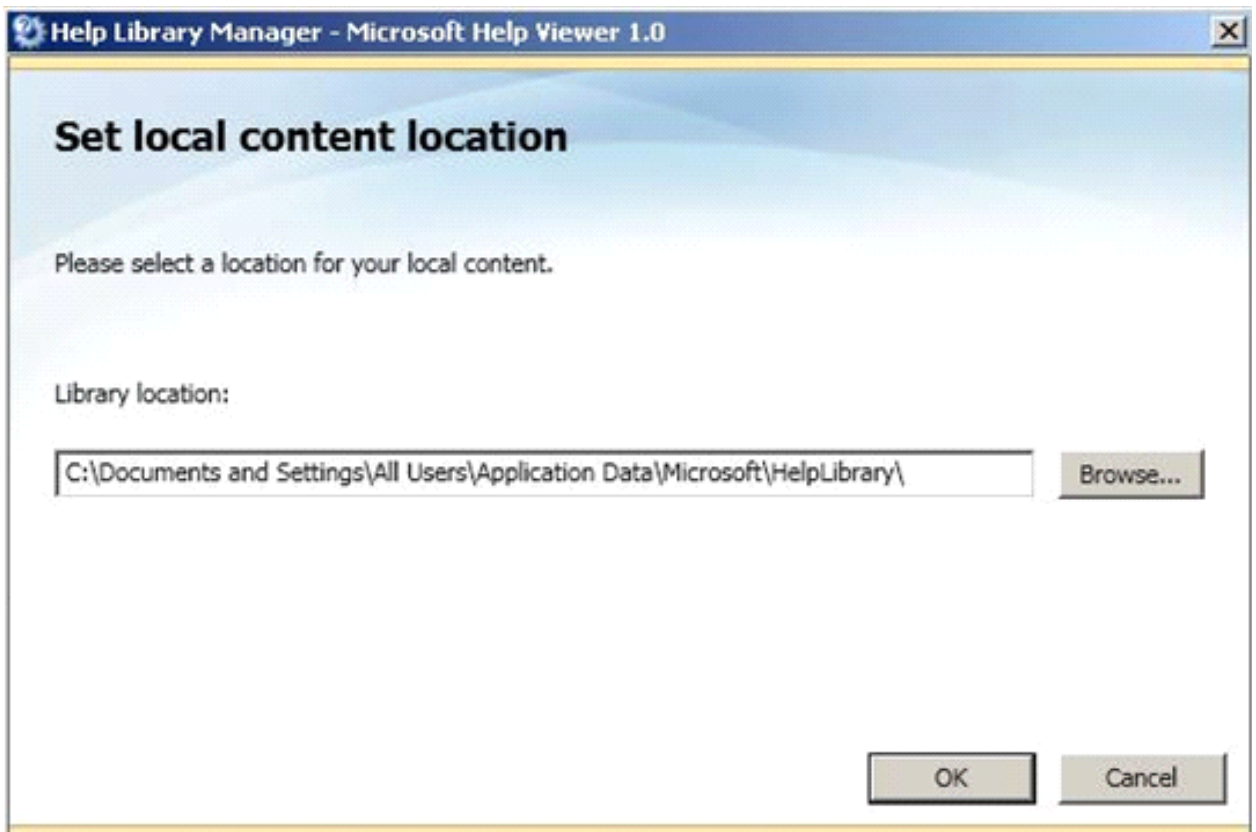 Help Library Manager - Microsoft Help Viewer 1.0
Set local content location
Please select a location for your local content.
Library location:
C:\Documents and Settings\All Users\Application Data\Microsoft\HelpLibrary\
Browse...
OK
Cancel